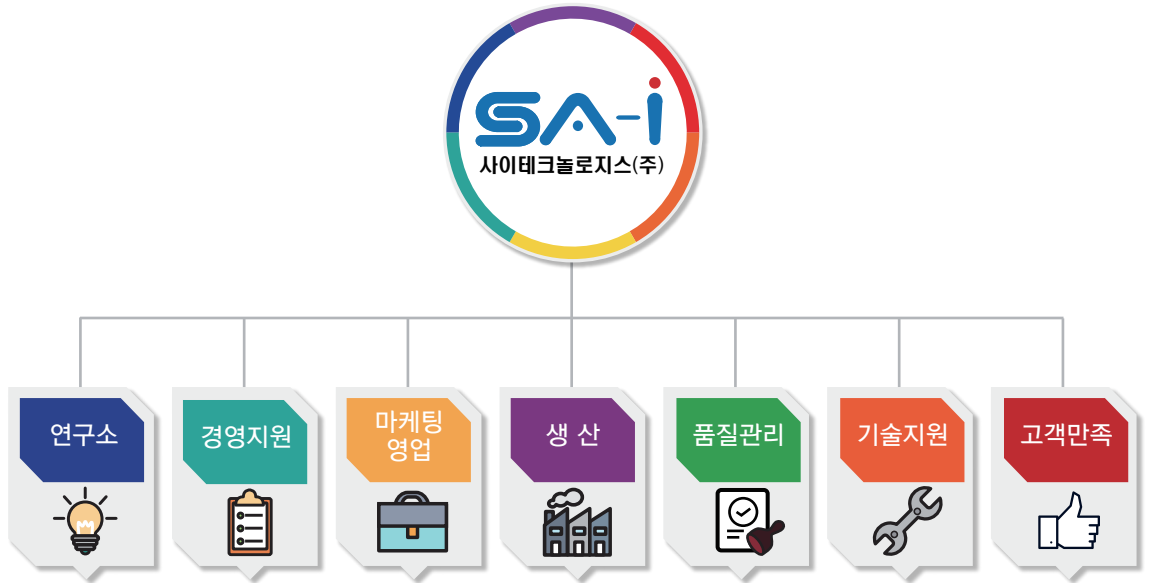 SA-i
사이테크놀로지스(주)
연구소
경영지원
마케팅
영업
생 산
품질관리
기술지원
고객만족